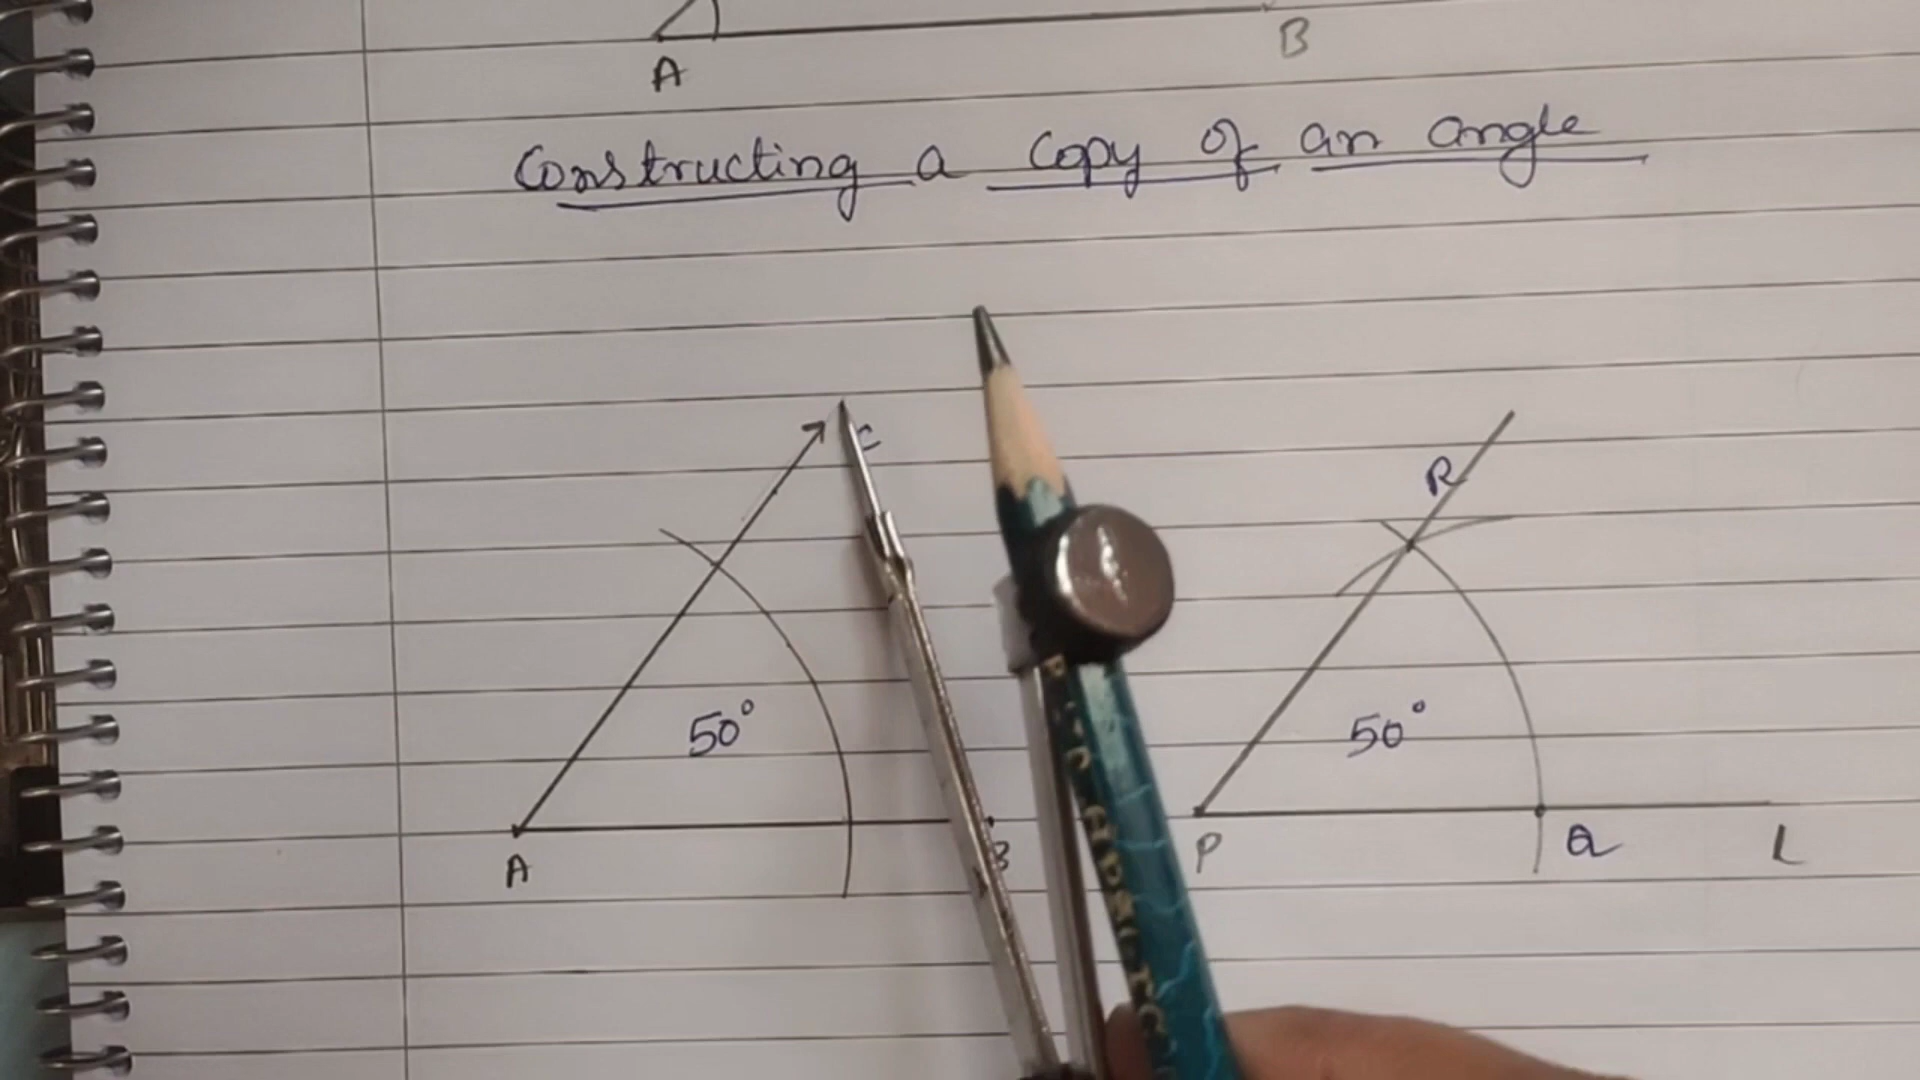 A B
Constructing a Copy of an angle
C R
50° 50°
A B P Q L